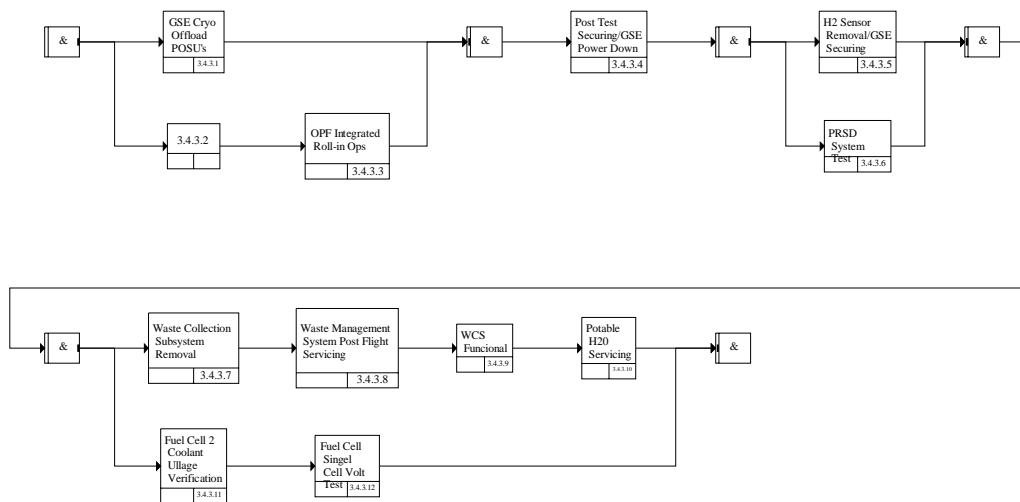 &
GSE Cryo
Offload
POSU's
3.4.3.1
&
Post Test
Securing/GSE
Power Down
3.4.3.4
&
H2 Sensor
Removal/GSE
Securing
3.4.3.5
&
3.4.3.2
OPF Integrated
Roll-in Ops
3.4.3.3
PRSD
System
Test
3.4.3.6
&
Waste Collection
Subsystem
Removal
3.4.3.7
Waste Management
System Post Flight
Servicing
3.4.3.8
WCS
Funcional
3.4.3.9
Potable
H20
Servicing
3.4.3.10
&
Fuel Cell 2
Coolant
Ullage
Verification
3.4.3.11
Fuel Cell
Singel
Cell Volt
Test
3.4.3.12